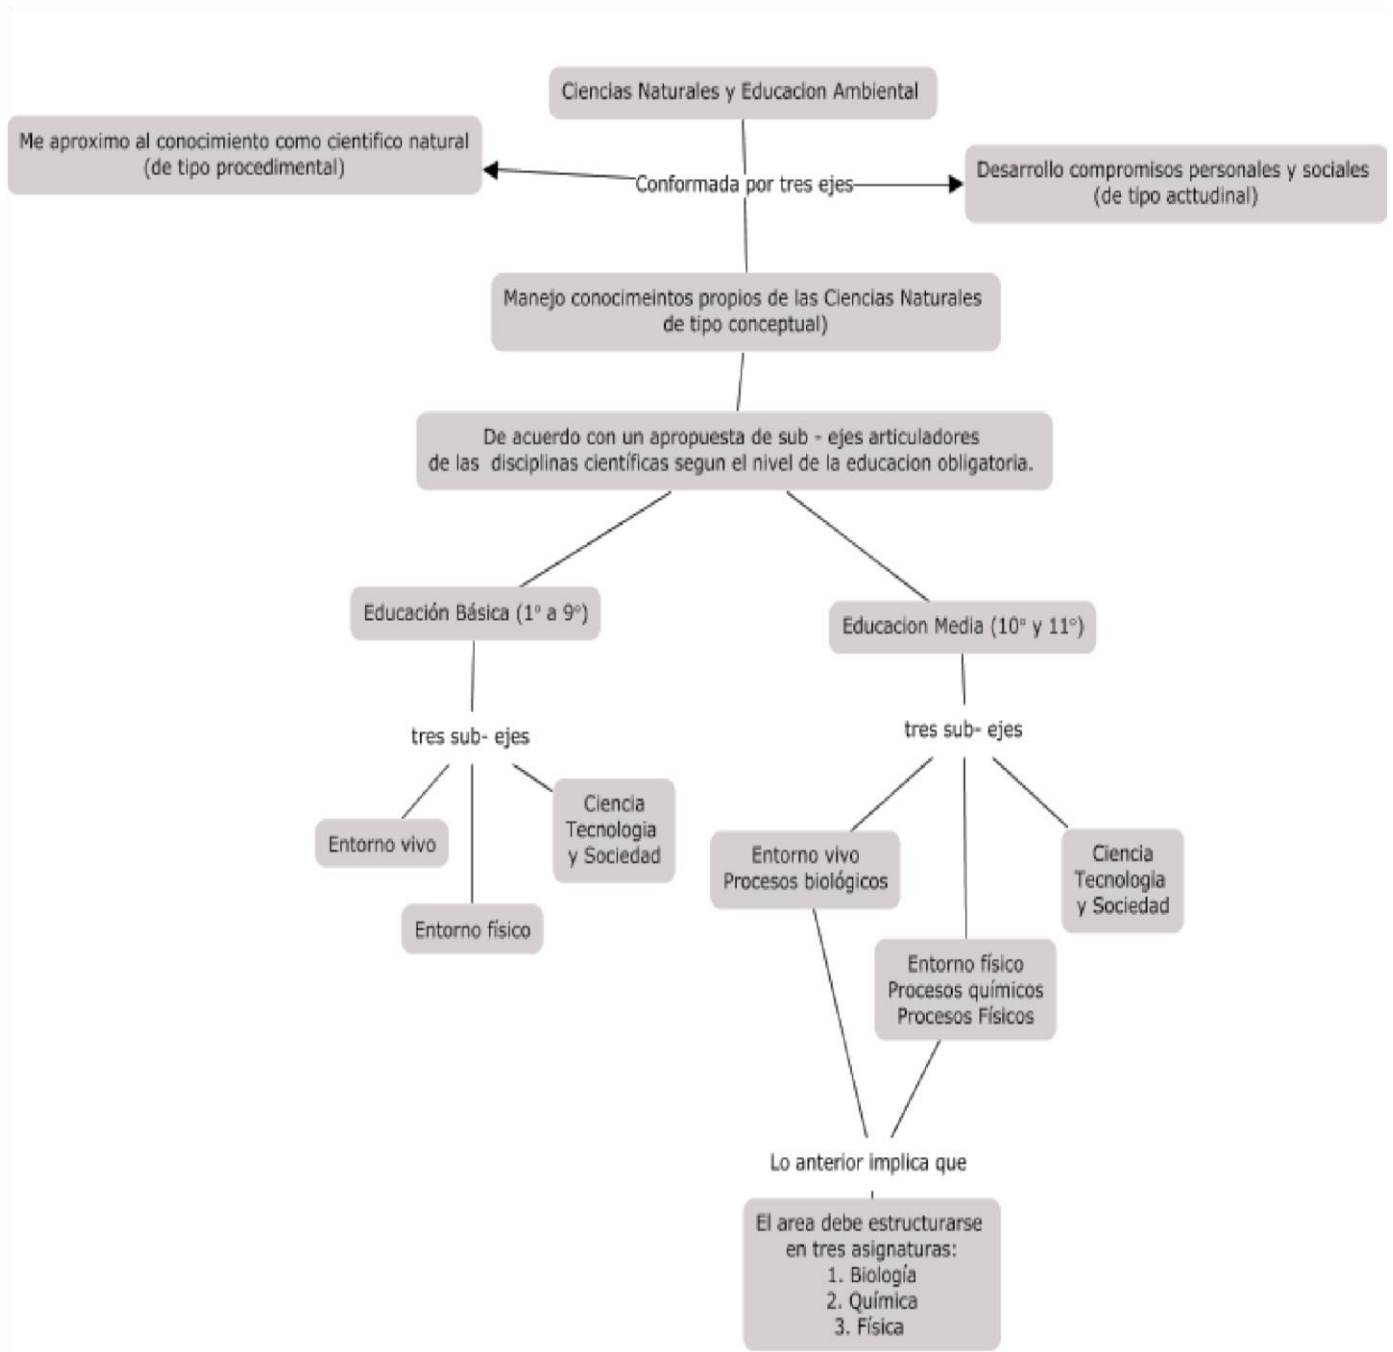 Ciencias Naturales y Educacion Ambiental
Me aproximo al conocimiento como cientifico natural
(de tipo procedimental)
Conformada por tres ejes
Desarrollo compromisos personales y sociales
(de tipo acttudinal)
Manejo conocimeintos propios de las Ciencias Naturales
de tipo conceptual)
De acuerdo con un apropuesta de sub - ejes articuladores
de las disciplinas científicas segun el nivel de la educacion obligatoria.
Educación Básica (1º a 9º)
Educacion Media (10º y 11º)
tres sub- ejes
tres sub- ejes
Entorno vivo
Entorno físico
Ciencia
Tecnologia
y Sociedad
Entorno vivo
Procesos biológicos
Entorno físico
Procesos químicos
Procesos Físicos
Ciencia
Tecnologia
y Sociedad
Lo anterior implica que
El area debe estructurarse
en tres asignaturas:
1. Biología
2. Química
3. Física